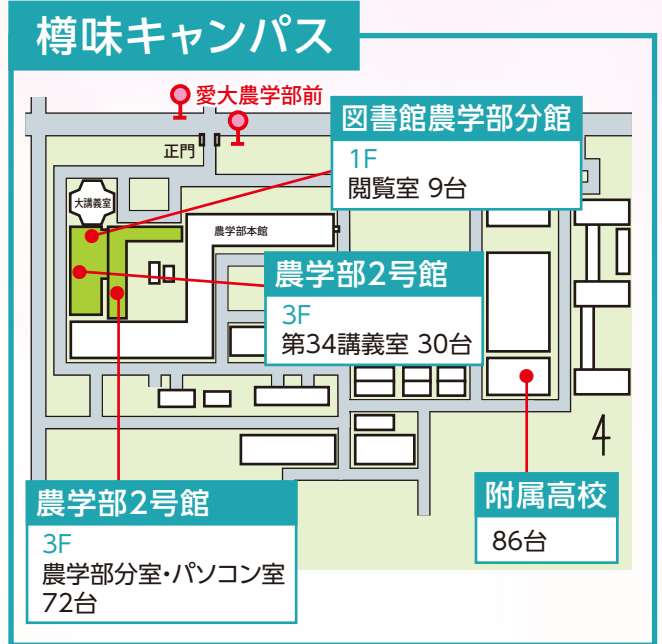 樽味キャンパス
愛大農学部前
図書館農学部分館
1F
閲覧室 9台
正門
大講義室
農学部本館
農学部2号館
3F
第34講義室 30台
4
農学部2号館
3F
農学部分室・パソコン室
72台
附属高校
86台